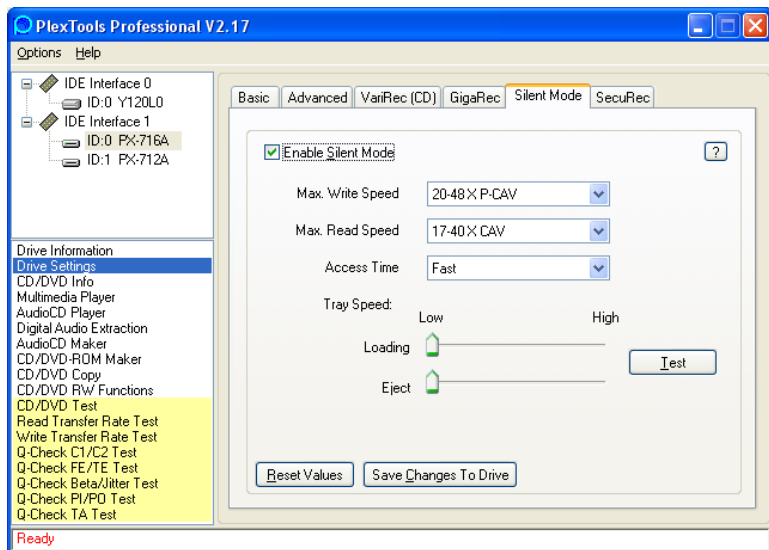 PlexTools Professional V2.17
Options Help
IDE Interface 0
ID:0 Y120L0
IDE Interface 1
ID:0 PX-716A
ID:1 PX-712A
Drive Information
Drive Settings
CD/DVD Info
Multimedia Player
AudioCD Player
Digital Audio Extraction
AudioCD Maker
CD/DVD-ROM Maker
CD/DVD Copy
CD/DVD RW Functions
CD/DVD Test
Read Transfer Rate Test
Write Transfer Rate Test
Q-Check C1/C2 Test
Q-Check FE/TE Test
Q-Check Beta/Jitter Test
Q-Check PI/PO Test
Q-Check TA Test
Basic Advanced VariRec (CD) GigaRec Silent Mode SecuRec
Enable Silent Mode ?
Max. Write Speed 20-48 X P-CAV
Max. Read Speed 17-40 X CAV
Access Time Fast
Tray Speed:
Low High
Loading
Test
Eject
Reset Values Save Changes To Drive
Ready